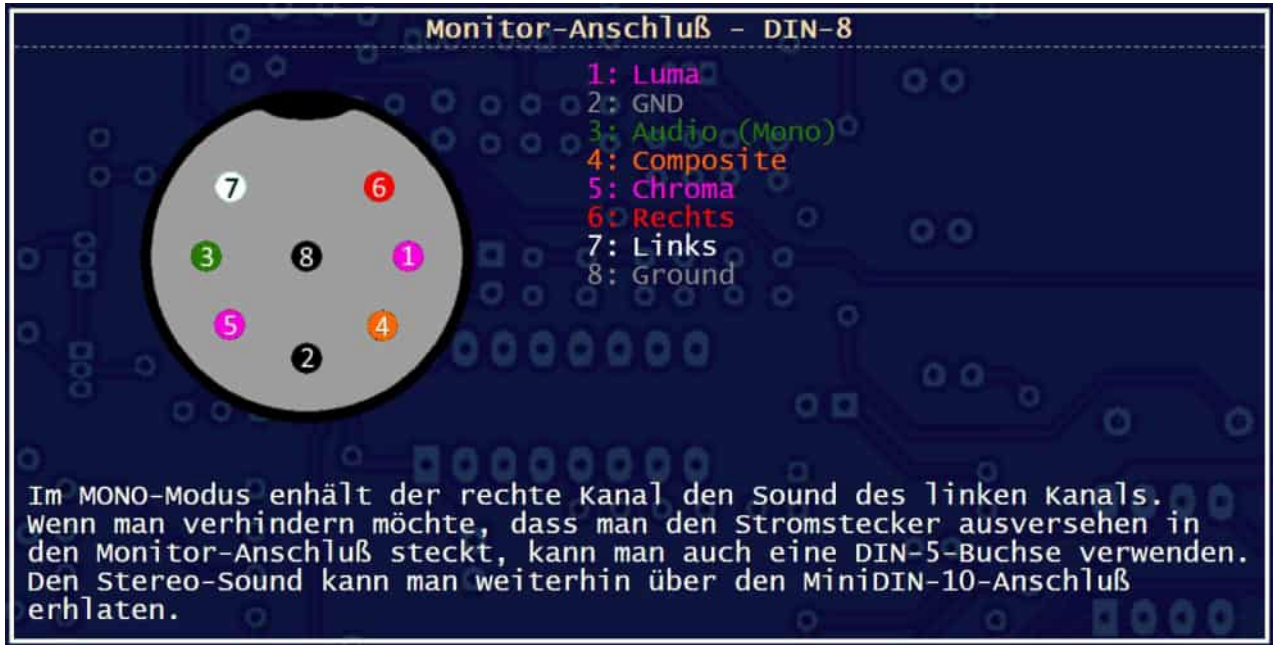 Monitor-Anschluß - DIN-8
1: Luma
2: GND
3: Audio (Mono)
4: Composite
5: Chroma
6: Rechts
7: Links
8: Ground
7 6
3 8 1
5 4
2
Im MONO-Modus enhält der rechte Kanal den Sound des linken Kanals.
Wenn man verhindern möchte, dass man den Stromstecker ausversehen in
den Monitor-Anschluß steckt, kann man auch eine DIN-5-Buchse verwenden.
Den Stereo-Sound kann man weiterhin über den MiniDIN-10-Anschluß
erhlaten.